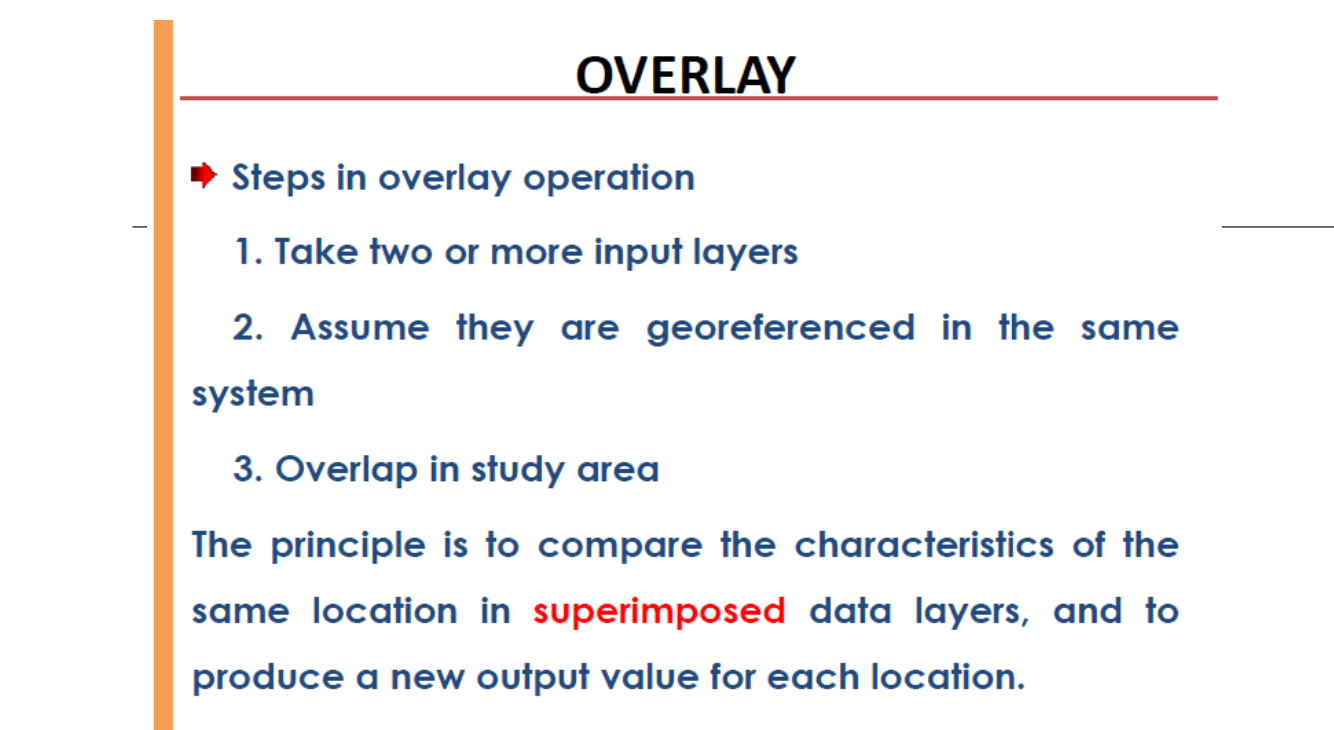 OVERLAY
Steps in overlay operation
1. Take two or more input layers
2. Assume they are georeferenced in the same
system
3. Overlap in study area
The principle is to compare the characteristics of the
same location in superimposed data layers, and to
produce a new output value for each location.